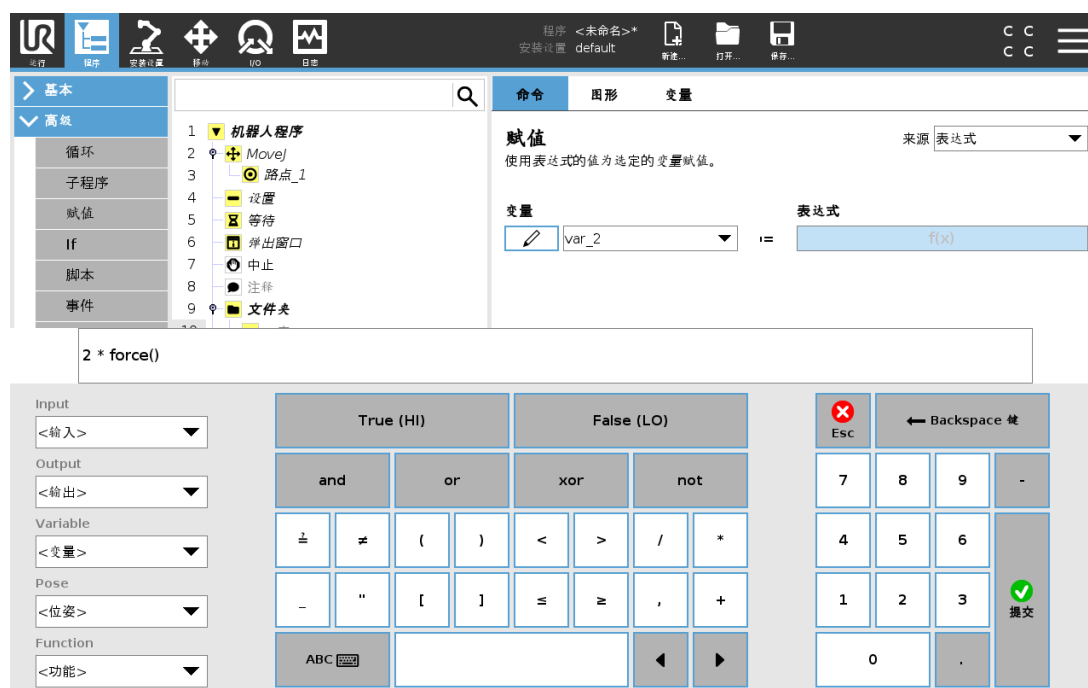 程序 <未命名>*
安装设置 default
运行 程序 安装设置 移动 I/O 日志 新建... 打开... 保存...
C C
C C
基本
高级
循环
子程序
赋值
If
脚本
事件
1 机器人程序
2 MoveJ
3 路点_1
4 设置
5 等待
6 弹出窗口
7 中止
8 注释
9 文件夹
命令 图形 变量
赋值
来源 表达式
使用表达式的值为选定的变量赋值。
变量 表达式
var_2 := f(x)
2 * force()
Input
<输入>
Output
<输出>
Variable
<变量>
Pose
<位姿>
Function
<功能>
True (HI) False (LO)
and or xor not
≟ ≠ ( ) < > / *
_ " [ ] ≤ ≥ , +
ABC
Esc Backspace 键
7 8 9 -
4 5 6
1 2 3 提交
0 .